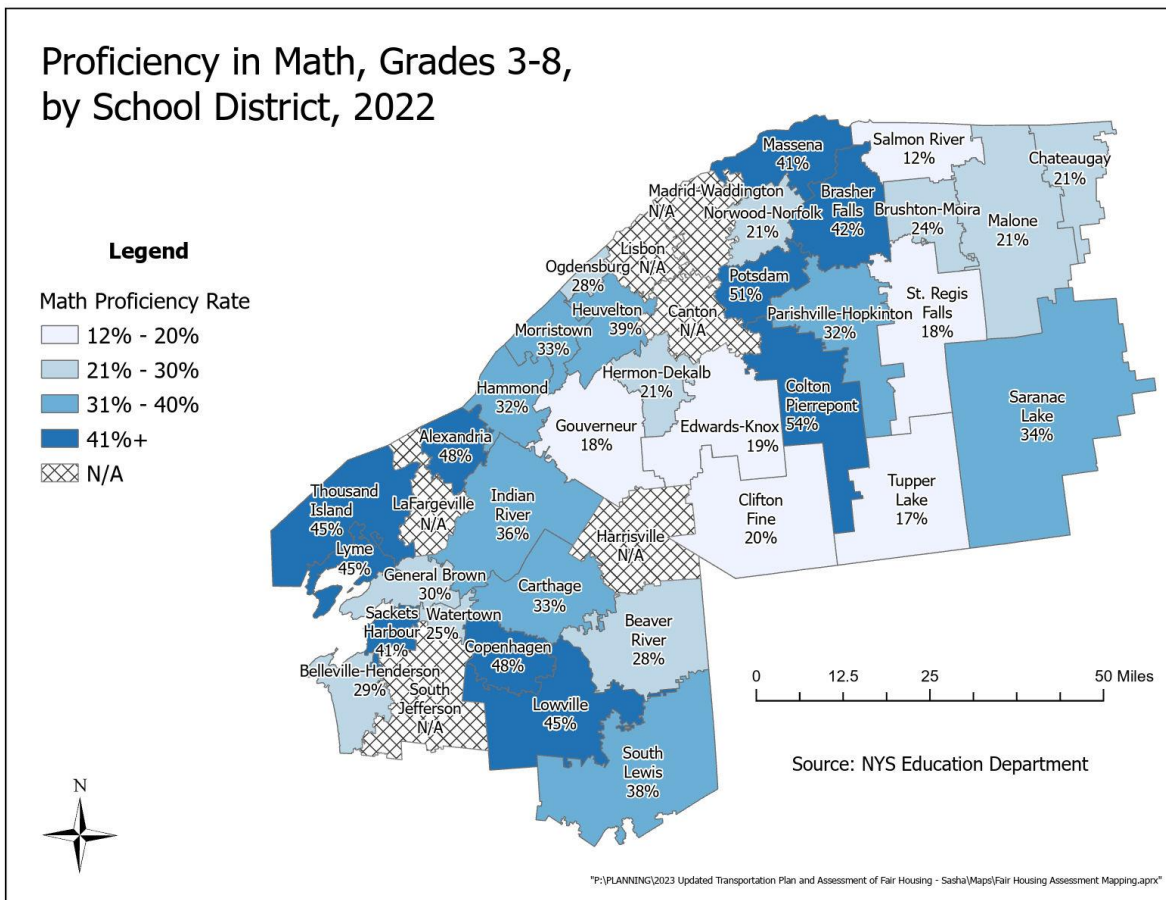 Proficiency in Math, Grades 3-8,
by School District, 2022
Legend
Math Proficiency Rate
12% - 20%
21% - 30%
31% - 40%
41%+
N/A
Massena
41%
Salmon River
12%
Chateaugay
21%
Madrid-Waddington
N/A
Norwood-Norfolk
21%
Brasher
Falls
42%
Brushton-Moira
24%
Malone
21%
Lisbon
N/A
Ogdensburg
28%
Potsdam
51%
St. Regis
Falls
18%
Heuvelton
39%
Canton
N/A
Parishville-Hopkinton
32%
Morristown
33%
Hermon-Dekalb
21%
Colton
Pierrepont
54%
Saranac
Lake
34%
Hammond
32%
Gouverneur
18%
Edwards-Knox
19%
Alexandria
48%
Thousand
Island
45%
LaFargeville
N/A
Indian
River
36%
Clifton
Fine
20%
Tupper
Lake
17%
Harrisville
N/A
Lyme
45%
General Brown
30%
Carthage
33%
Sackets
Harbour
41%
Watertown
25%
Copenhagen
48%
Beaver
River
28%
Belleville-Henderson
29%
South
Jefferson
N/A
Lowville
45%
South
Lewis
38%
0 12.5 25 50 Miles
Source: NYS Education Department
N
"P:\PLANNING\2023 Updated Transportation Plan and Assessment of Fair Housing - Sasha\Maps\Fair Housing Assessment Mapping.aprx"